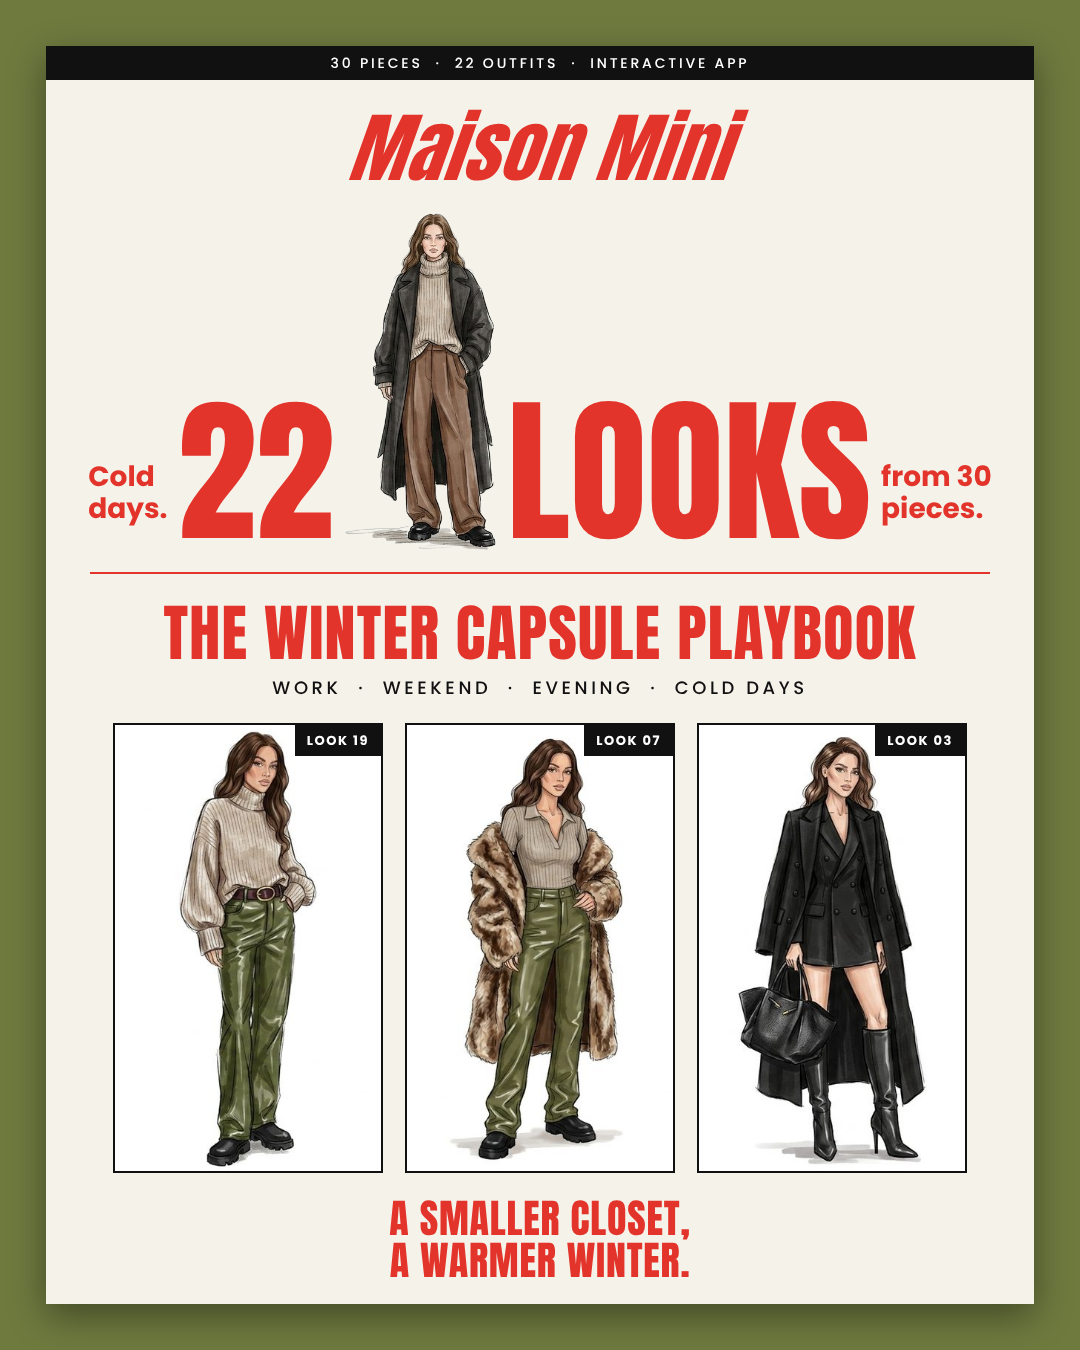 30 PIECES · 22 OUTFITS · INTERACTIVE APP
Maison Mini
Cold
days.
22 LOOKS
from 30
pieces.
THE WINTER CAPSULE PLAYBOOK
WORK · WEEKEND · EVENING · COLD DAYS
LOOK 19
LOOK 07
LOOK 03
A SMALLER CLOSET,
A WARMER WINTER.